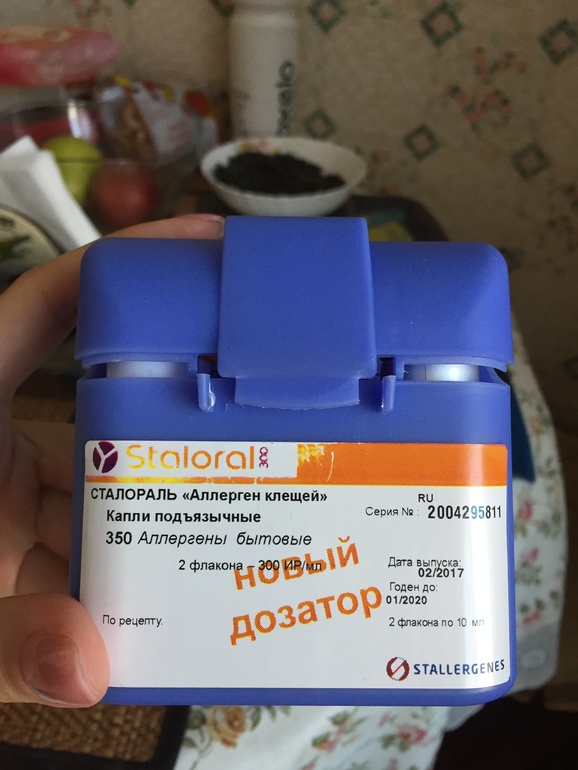 Staloral 300
СТАЛОРАЛЬ «Аллерген клещей»
Капли подъязычные
350 Аллергены бытовые
2 флакона – 300 ИР/мл
новый
дозатор
По рецепту.
RU
Серия № : 2004295811
Дата выпуска:
02/2017
Годен до:
01/2020
2 флакона по 10 мл
STALLERGENES